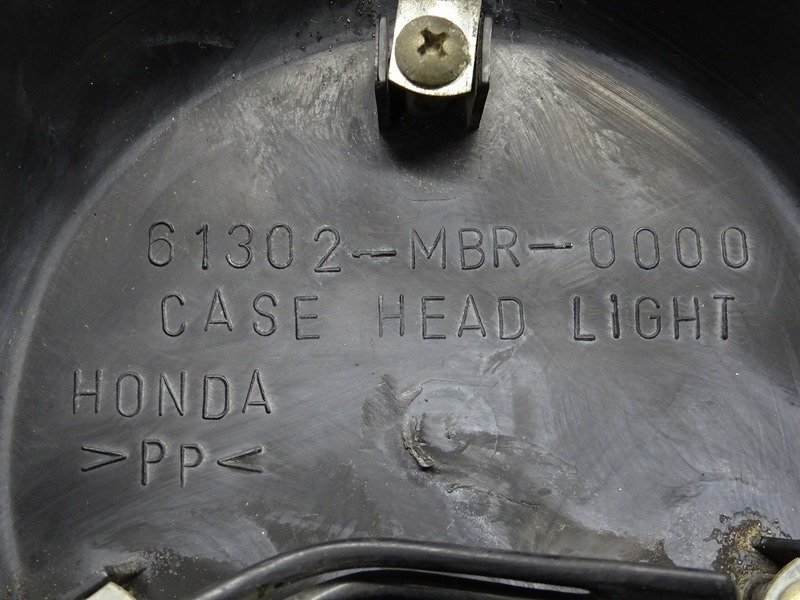 61302-MBR-0000
CASE HEAD LIGHT
HONDA
>PP<